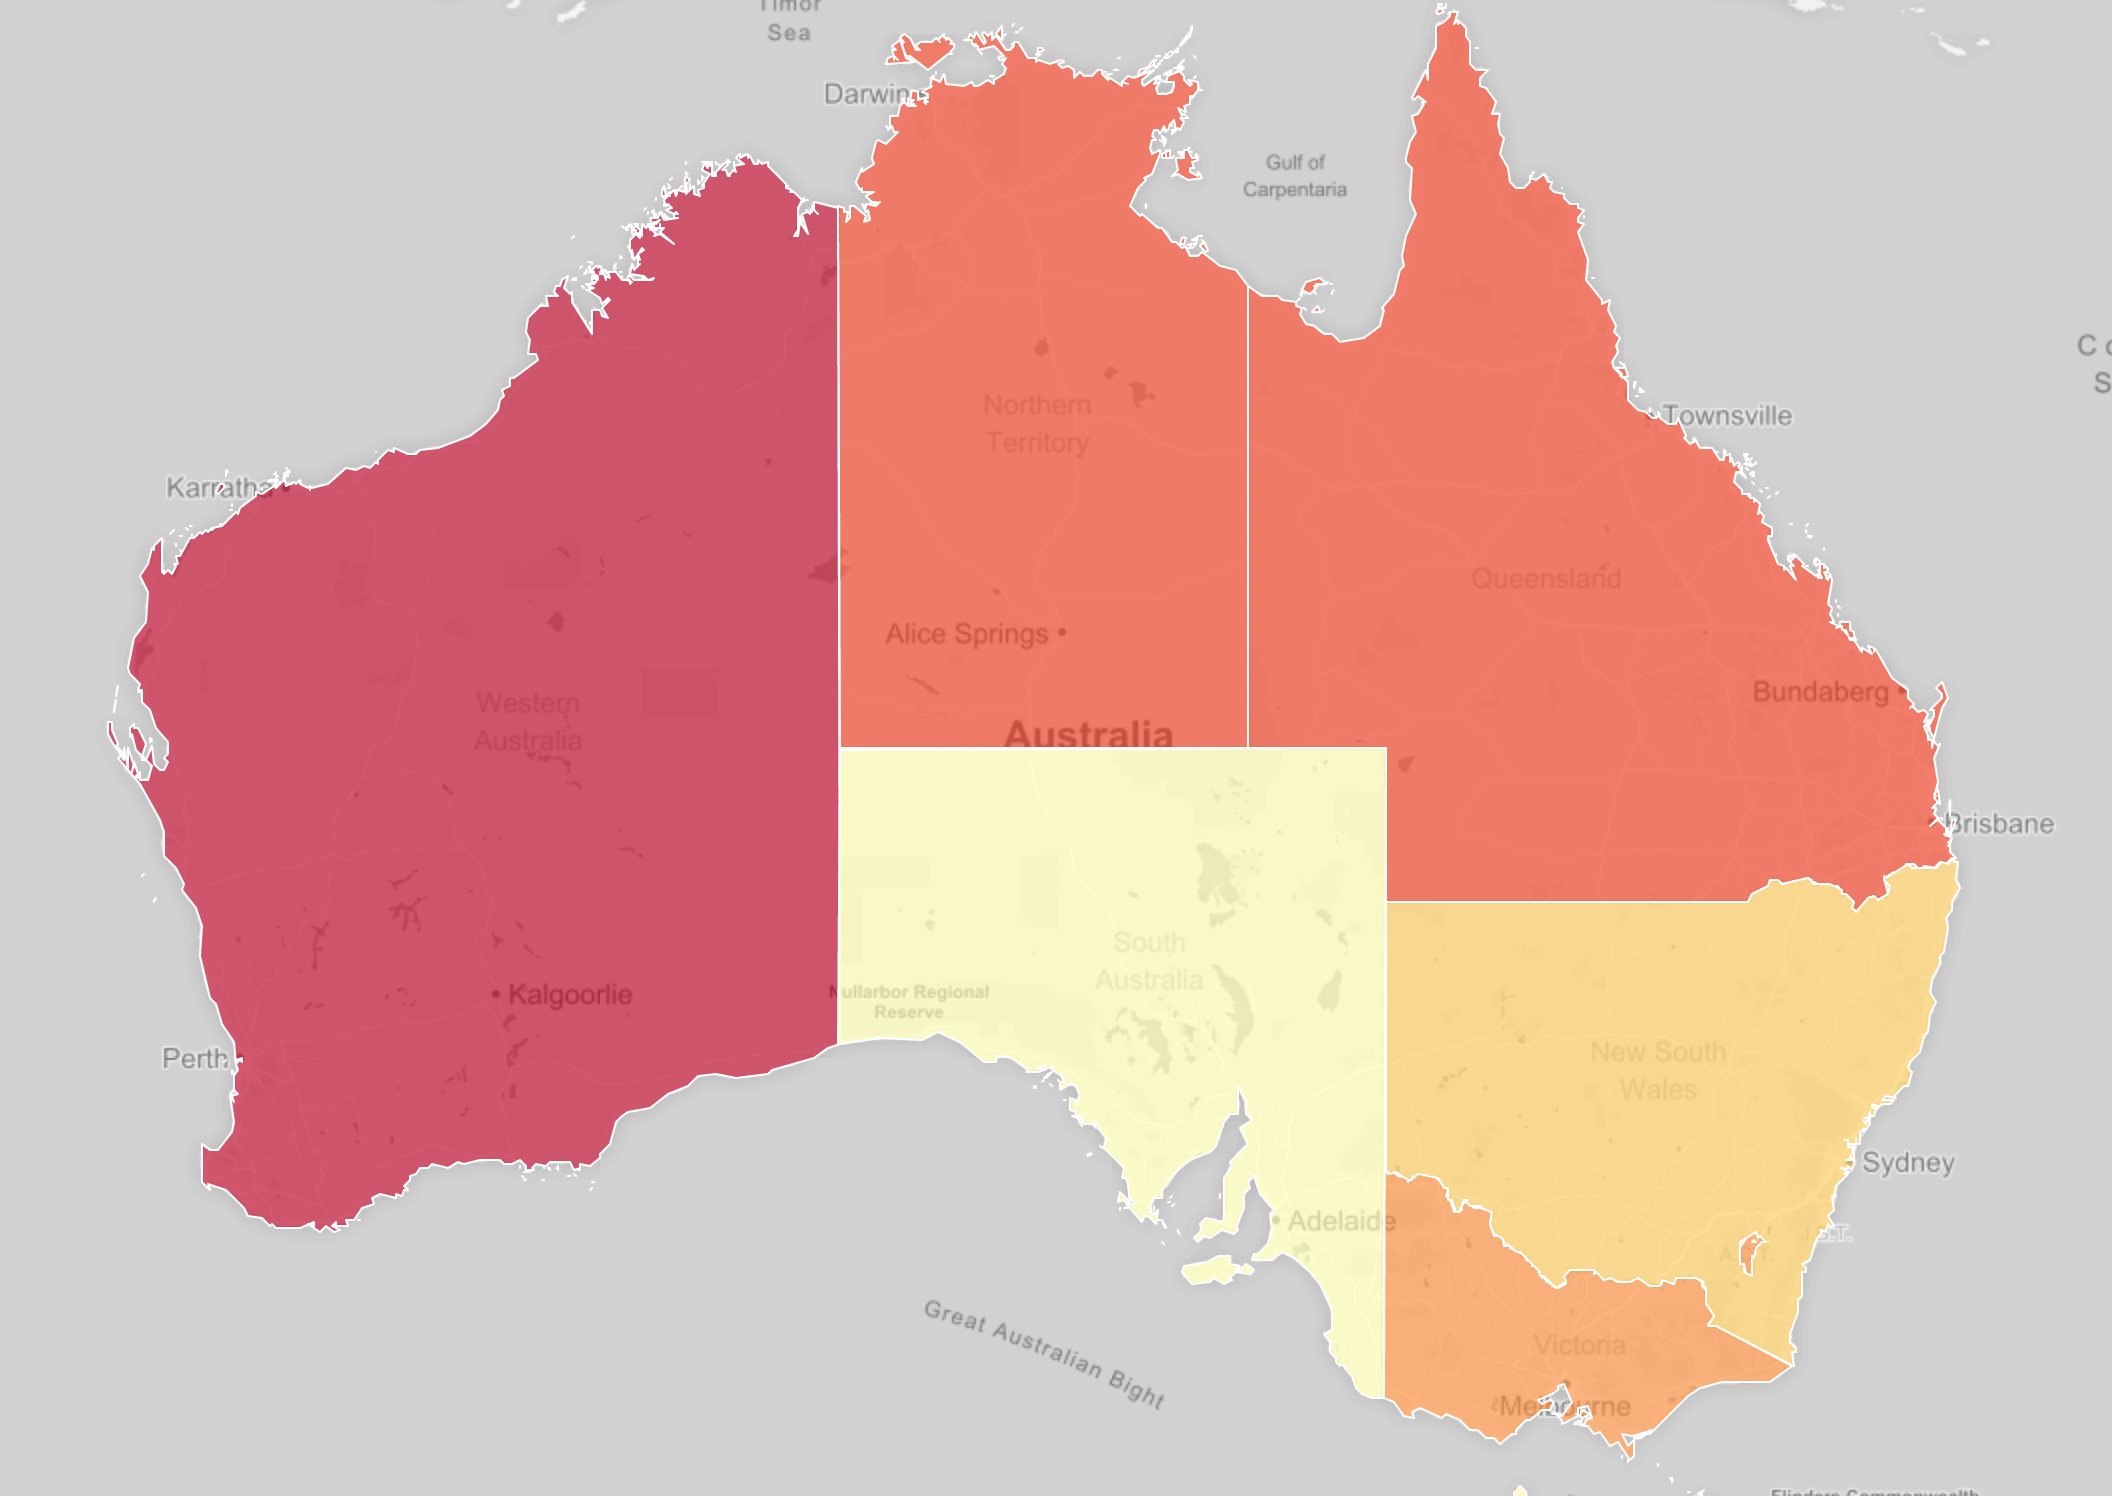 Timor
Sea
Darwin
Gulf of
Carpentaria
Townsville
Northern
Territory
Karratha
Queensland
Alice Springs
Bundaberg
Western
Australia
Australia
Brisbane
South
Australia
Kalgoorlie
Nullarbor Regional
Reserve
Perth
New South
Wales
Sydney
Adelaide
J.B.T.
A.C.T.
Great Australian Bight
Victoria
Melbourne
Flinders Commonwealth